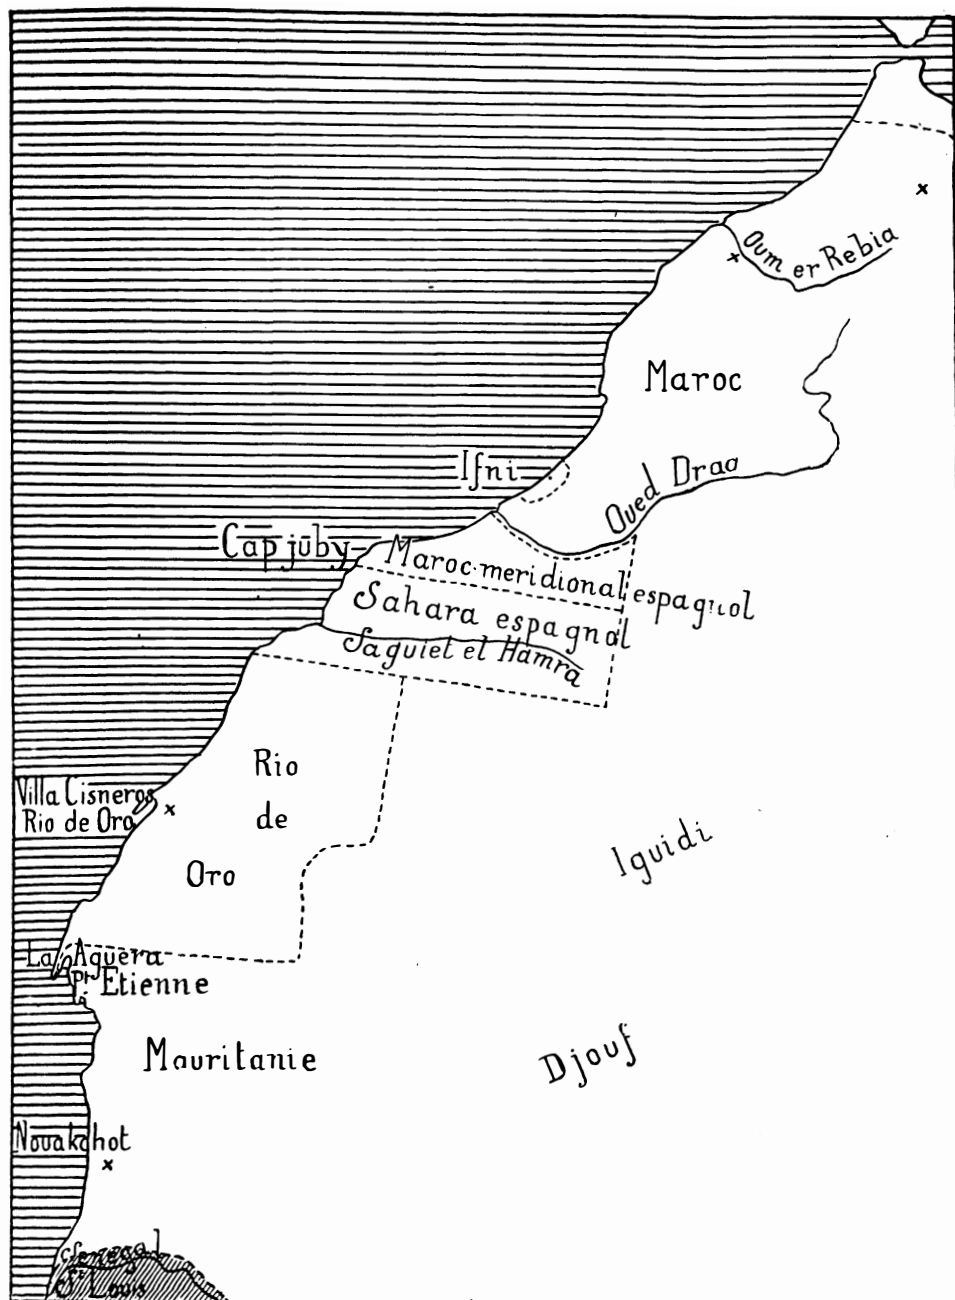 Oum er Rebia
Maroc
Ifni
Oued Draa
Cap juby
Maroc meridional espagnol
Sahara espagnol
Saguiet el Hamra
Rio
de
Oro
Villa Cisneros
Rio de Oro
Iguidi
La Aguera
Pt Etienne
Mauritanie
Djouf
Nouakchot
Senegal
St Louis